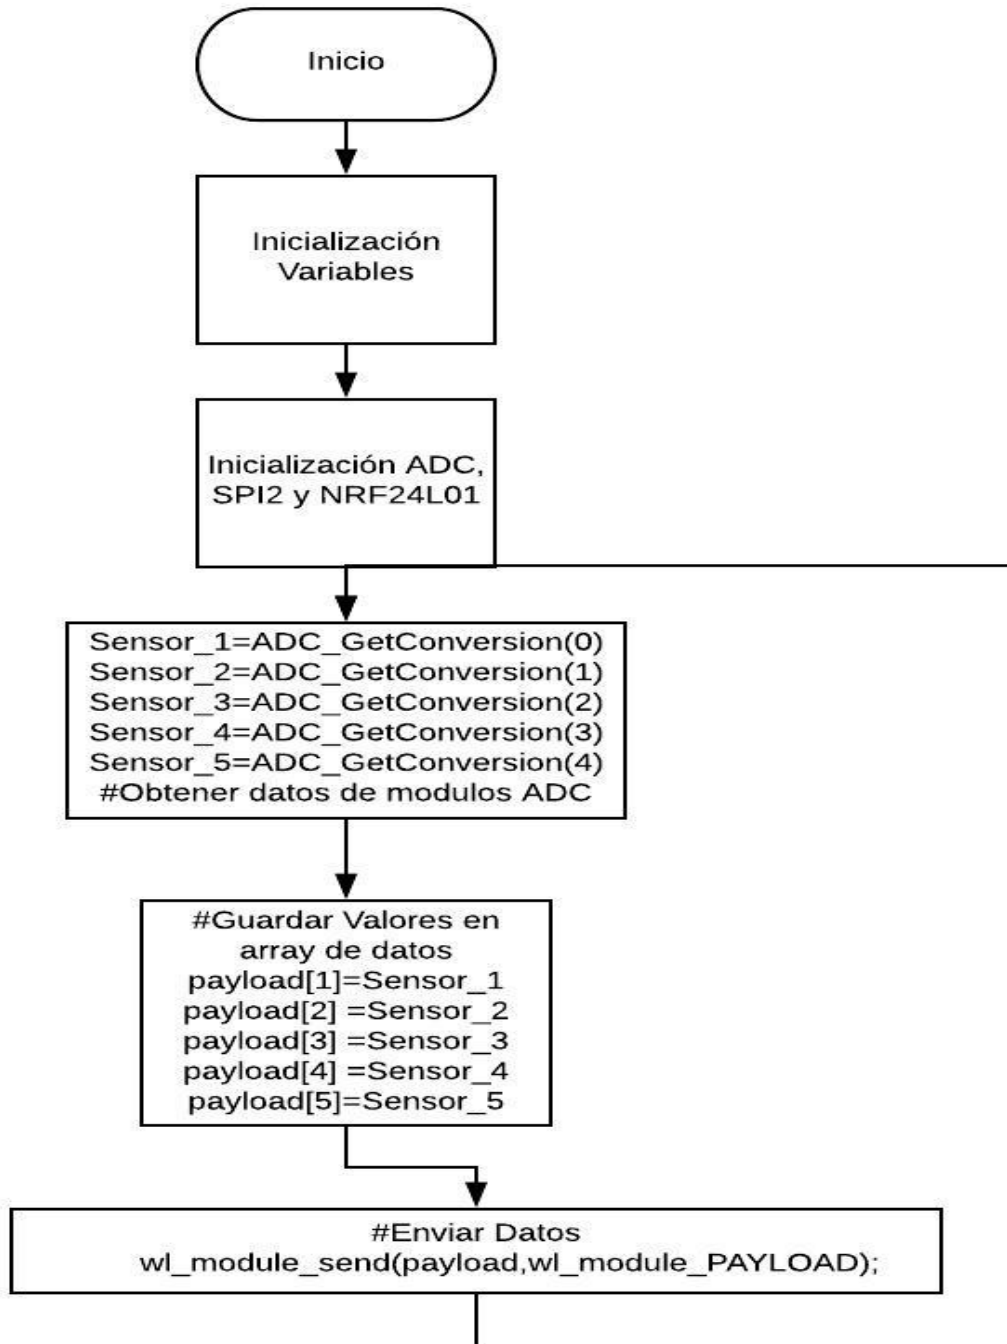 Inicio
Inicialización
Variables
Inicialización ADC,
SPI2 y NRF24L01
Sensor_1=ADC_GetConversion(0)
Sensor_2=ADC_GetConversion(1)
Sensor_3=ADC_GetConversion(2)
Sensor_4=ADC_GetConversion(3)
Sensor_5=ADC_GetConversion(4)
#Obtener datos de modulos ADC
#Guardar Valores en
array de datos
payload[1]=Sensor_1
payload[2] =Sensor_2
payload[3] =Sensor_3
payload[4] =Sensor_4
payload[5]=Sensor_5
#Enviar Datos
wl_module_send(payload,wl_module_PAYLOAD);